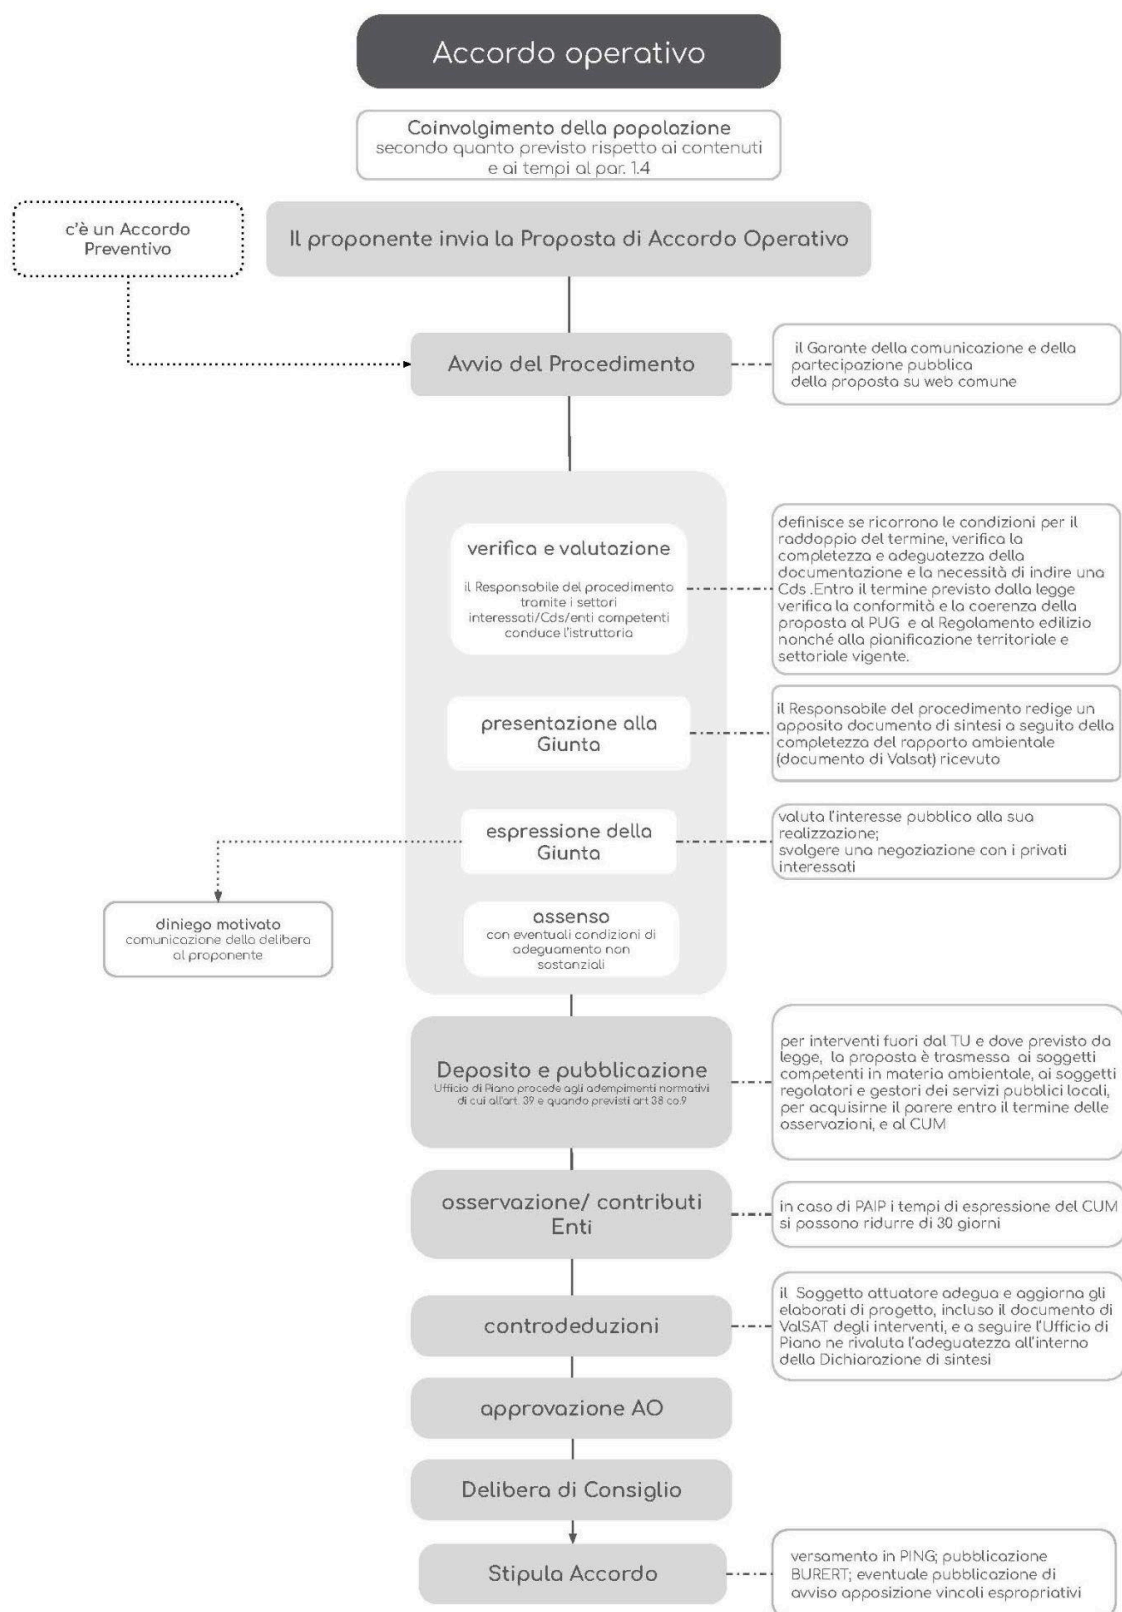 Accordo operativo
Coinvolgimento della popolazione
secondo quanto previsto rispetto ai contenuti
e ai tempi al par. 1.4
c'è un Accordo
Preventivo
Il proponente invia la Proposta di Accordo Operativo
Avvio del Procedimento
il Garante della comunicazione e della
partecipazione pubblica
della proposta su web comune
verifica e valutazione
il Responsabile del procedimento
tramite i settori
interessati/Cds/enti competenti
conduce l'istruttoria
definisce se ricorrono le condizioni per il
raddoppio del termine, verifica la
completezza e adeguatezza della
documentazione e la necessità di indire una
Cds .Entro il termine previsto dalla legge
verifica la conformità e la coerenza della
proposta al PUG e al Regolamento edilizio
nonché alla pianificazione territoriale e
settoriale vigente.
presentazione alla
Giunta
il Responsabile del procedimento redige un
apposito documento di sintesi a seguito della
completezza del rapporto ambientale
(documento di Valsat) ricevuto
espressione della
Giunta
valuta l'interesse pubblico alla sua
realizzazione;
svolgere una negoziazione con i privati
interessati
diniego motivato
comunicazione della delibera
al proponente
assenso
con eventuali condizioni di
adeguamento non
sostanziali
Deposito e pubblicazione
Ufficio di Piano procede agli adempimenti normativi
di cui all'art. 39 e quando previsti art 38 co.9
per interventi fuori dal TU e dove previsto da
legge, la proposta è trasmessa ai soggetti
competenti in materia ambientale, ai soggetti
regolatori e gestori dei servizi pubblici locali,
per acquisirne il parere entro il termine delle
osservazioni, e al CUM
osservazione/ contributi
Enti
in caso di PAIP i tempi di espressione del CUM
si possono ridurre di 30 giorni
controdeduzioni
il Soggetto attuatore adegua e aggiorna gli
elaborati di progetto, incluso il documento di
ValSAT degli interventi, e a seguire l'Ufficio di
Piano ne rivaluta l'adeguatezza all'interno
della Dichiarazione di sintesi
approvazione AO
Delibera di Consiglio
Stipula Accordo
versamento in PING; pubblicazione
BURERT; eventuale pubblicazione di
avviso apposizione vincoli espropriativi